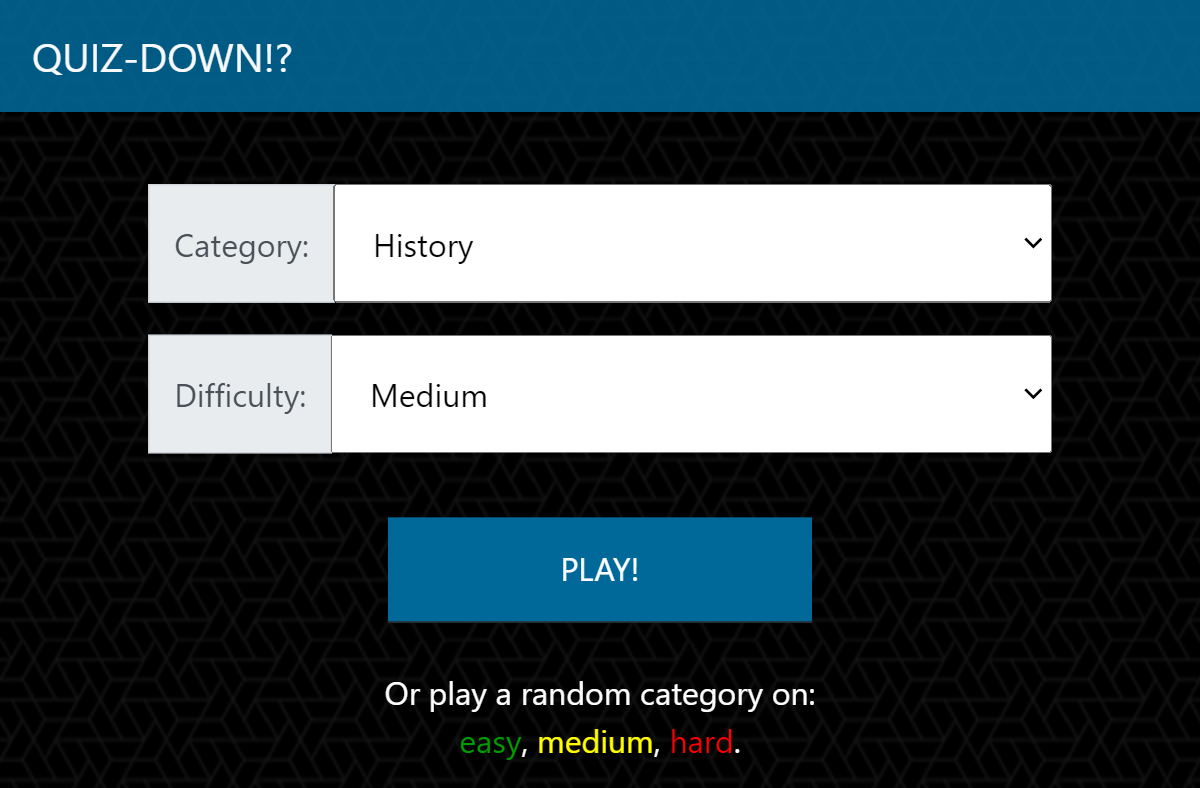 QUIZ-DOWN!?
Category: History
Difficulty: Medium
PLAY!
Or play a random category on:
easy, medium, hard.